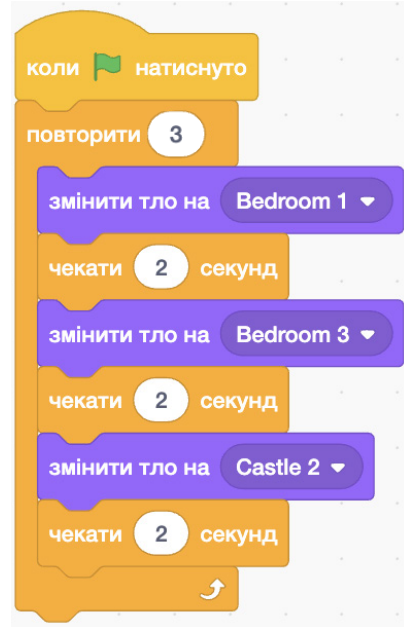 коли натиснуто
повторити 3
змінити тло на Bedroom 1
чекати 2 секунд
змінити тло на Bedroom 3
чекати 2 секунд
змінити тло на Castle 2
чекати 2 секунд